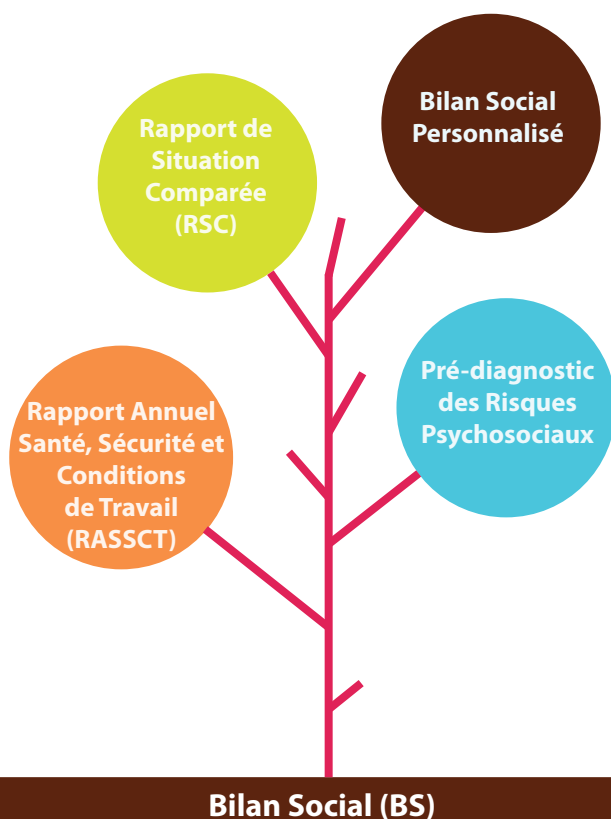 Bilan Social
Personnalisé
Rapport de
Situation
Comparée
(RSC)
Pré-diagnostic
des Risques
Psychosociaux
Rapport Annuel
Santé, Sécurité et
Conditions
de Travail
(RASSCT)
Bilan Social (BS)